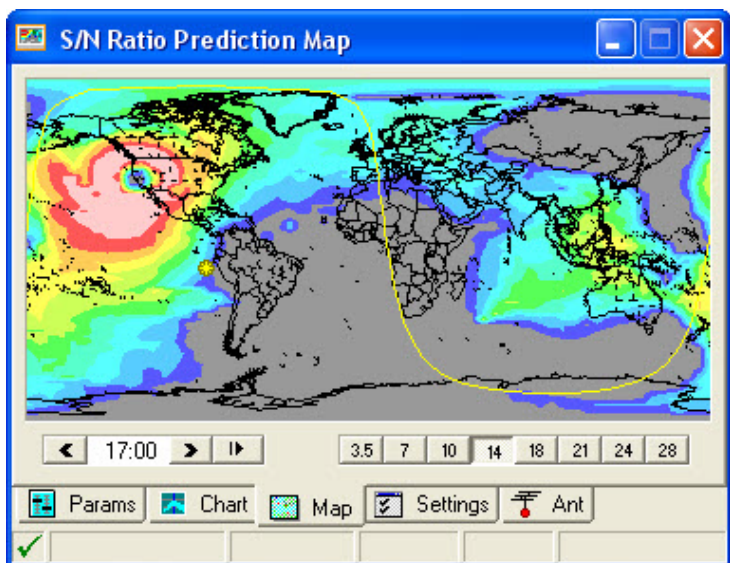 S/N Ratio Prediction Map
17:00 3.5 7 10 14 18 21 24 28
Params Chart Map Settings Ant